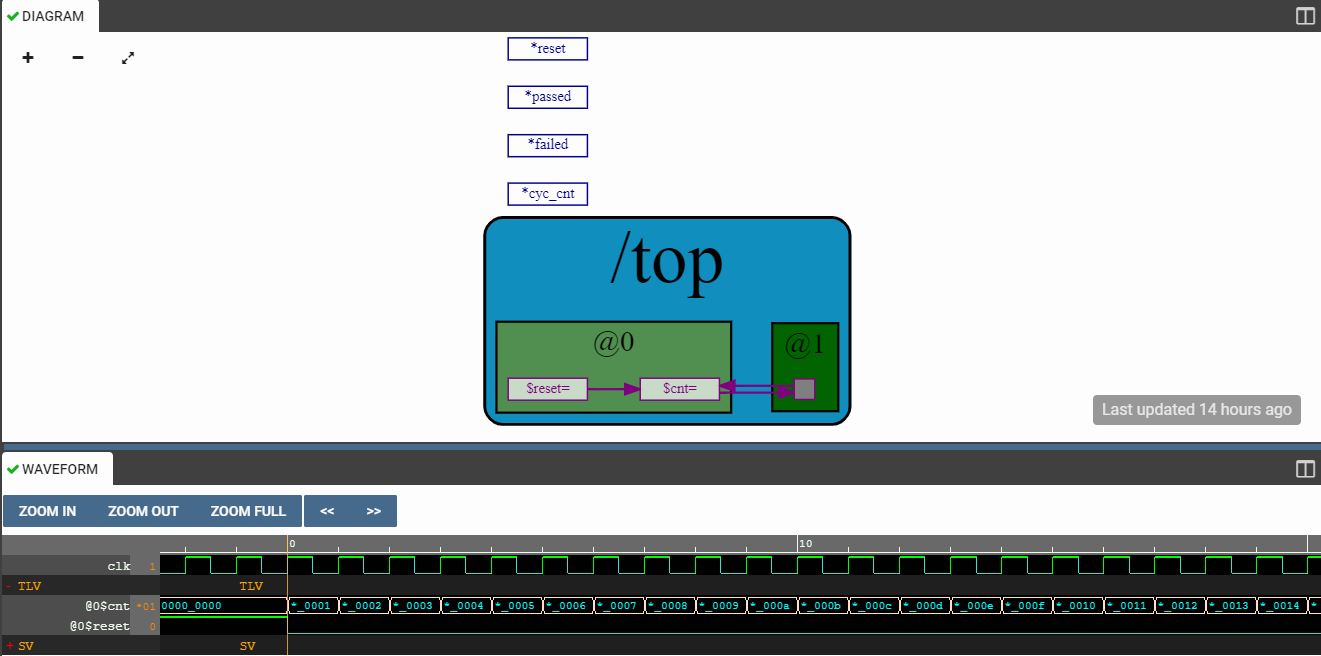 DIAGRAM
+ − 
*reset
*passed
*failed
*cyc_cnt
/top
@0 @1
$reset= $cnt=
Last updated 14 hours ago
WAVEFORM
ZOOM IN ZOOM OUT ZOOM FULL << >>
0 10
clk 1
- TLV TLV
@0$cnt *01 0000_0000 *_0001 *_0002 *_0003 *_0004 *_0005 *_0006 *_0007 *_0008 *_0009 *_000a *_000b *_000c *_000d *_000e *_000f *_0010 *_0011 *_0012 *_0013 *_0014 *
@0$reset 0
+ SV SV